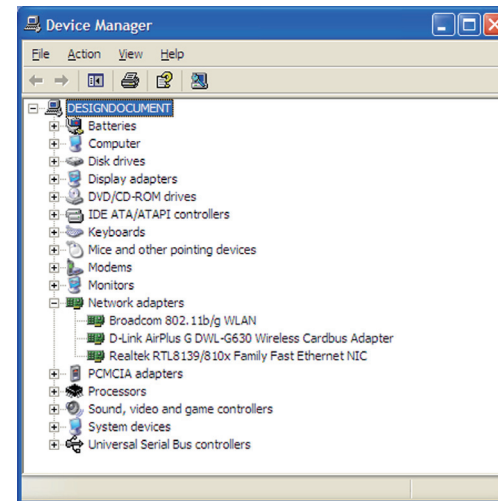 Device Manager
File Action View Help
DESIGNDOCUMENT
Batteries
Computer
Disk drives
Display adapters
DVD/CD-ROM drives
IDE ATA/ATAPI controllers
Keyboards
Mice and other pointing devices
Modems
Monitors
Network adapters
Broadcom 802.11b/g WLAN
D-Link AirPlus G DWL-G630 Wireless Cardbus Adapter
Realtek RTL8139/810x Family Fast Ethernet NIC
PCMCIA adapters
Processors
Sound, video and game controllers
System devices
Universal Serial Bus controllers